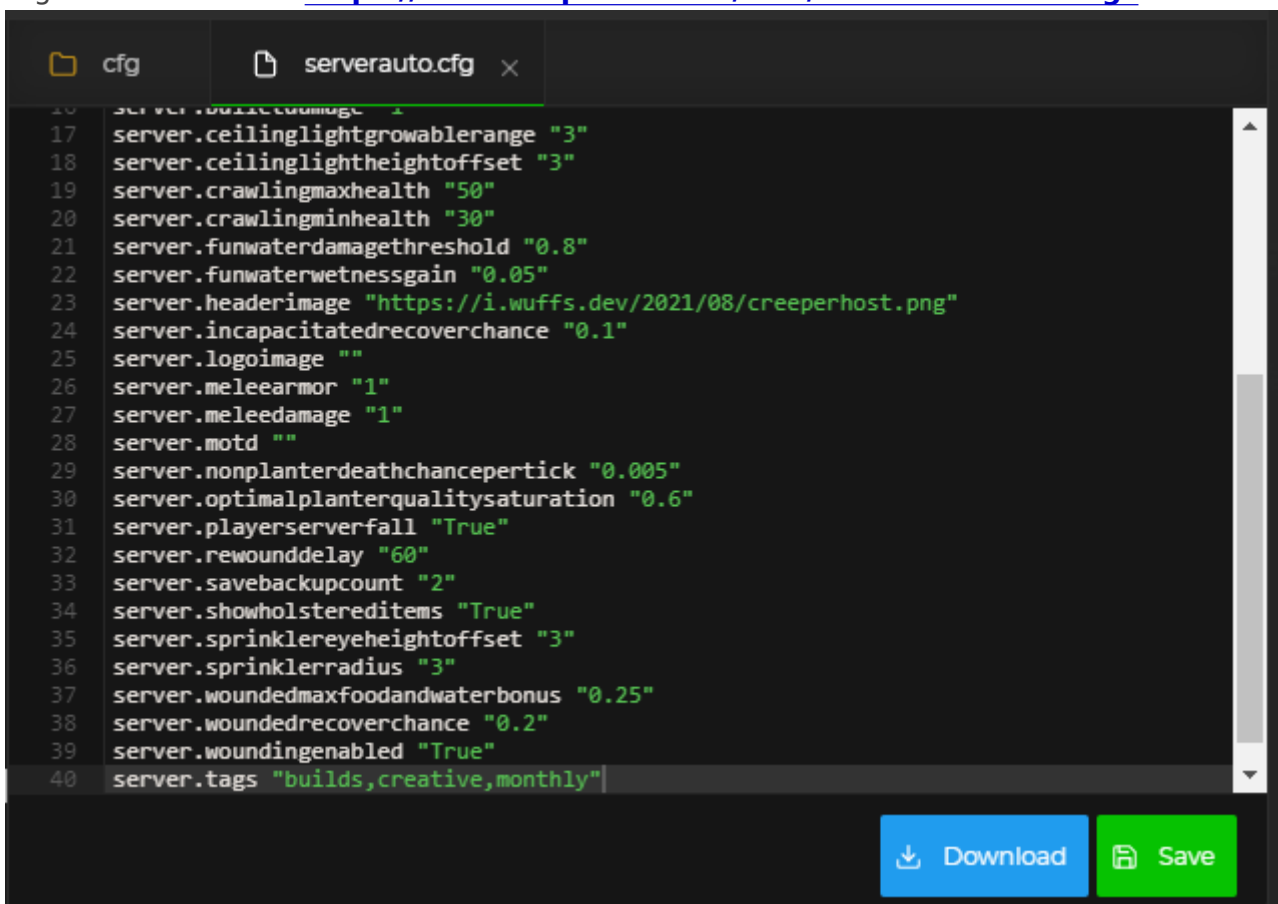 cfg
serverauto.cfg
17 server.ceilinglightgrowablerange "3"
18 server.ceilinglightheightoffset "3"
19 server.crawlingmaxhealth "50"
20 server.crawlingminhealth "30"
21 server.funwaterdamagethreshold "0.8"
22 server.funwaterwetnessgain "0.05"
23 server.headerimage "https://i.wuffs.dev/2021/08/creeperhost.png"
24 server.incapacitatedrecoverchance "0.1"
25 server.logoimage ""
26 server.meleearmor "1"
27 server.meleedamage "1"
28 server.motd ""
29 server.nonplanterdeathchancepertick "0.005"
30 server.optimalplanterqualitysaturation "0.6"
31 server.playerserverfall "True"
32 server.rewounddelay "60"
33 server.savebackupcount "2"
34 server.showholstereditems "True"
35 server.sprinklereyeheightoffset "3"
36 server.sprinklerradius "3"
37 server.woundedmaxfoodandwaterbonus "0.25"
38 server.woundedrecoverchance "0.2"
39 server.woundingenabled "True"
40 server.tags "builds,creative,monthly"
Download
Save